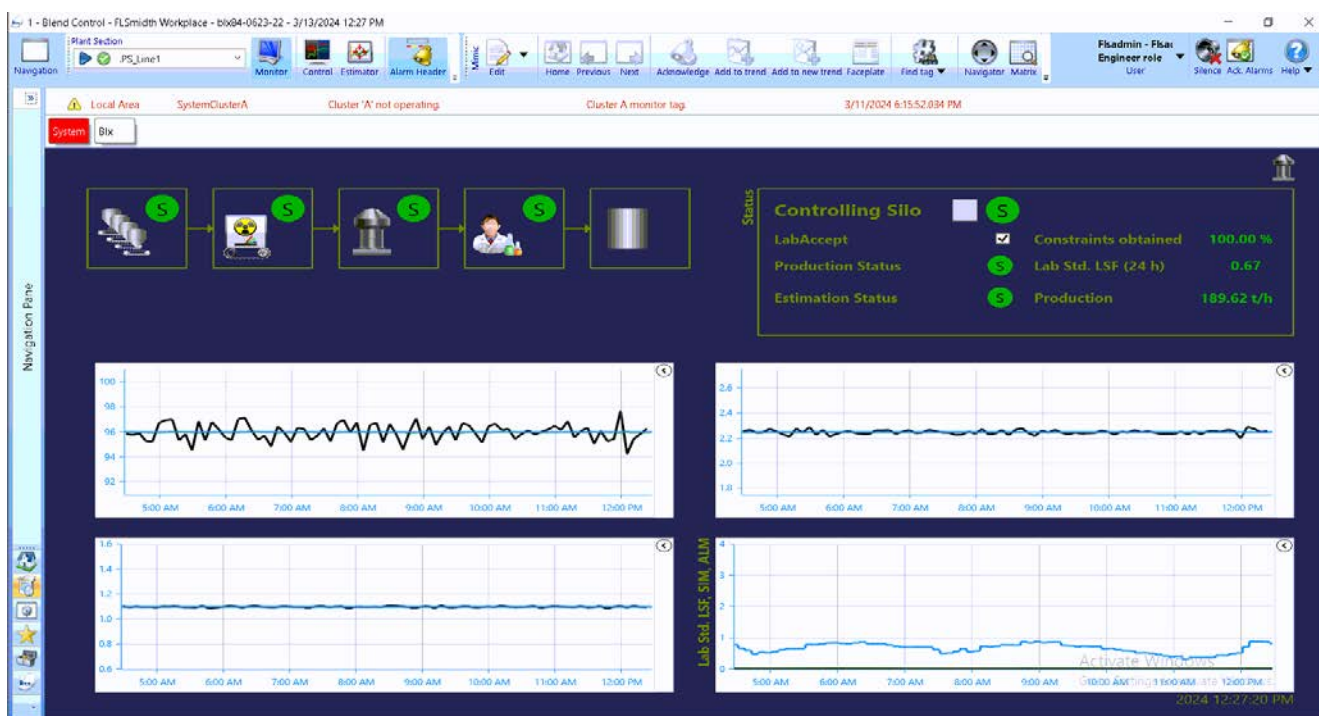 1 - Blend Control - FLSmidth Workplace - blx84-0623-22 - 3/13/2024 12:27 PM
Plant Section
.PS_Line1
Navigation
Monitor Control Estimator Alarm Header
Mimic
Edit Home Previous Next Acknowledge Add to trend Add to new trend Faceplate Find tag Navigator Matrix
Flsadmin - Flsac
Engineer role
User
Silence Ack. Alarms Help
Local Area SystemClusterA Cluster 'A' not operating. Cluster A monitor tag. 3/11/2024 6:15:52.034 PM
System Blx
Navigation Pane
S S S S
Status
Controlling Silo S
LabAccept Constraints obtained 100.00 %
Production Status S Lab Std. LSF (24 h) 0.67
Estimation Status S Production 189.62 t/h
100
98
96
94
92
5:00 AM 6:00 AM 7:00 AM 8:00 AM 9:00 AM 10:00 AM 11:00 AM 12:00 PM
2.6
2.4
2.2
2.0
1.8
5:00 AM 6:00 AM 7:00 AM 8:00 AM 9:00 AM 10:00 AM 11:00 AM 12:00 PM
1.6
1.4
1.2
1.0
0.8
0.6
5:00 AM 6:00 AM 7:00 AM 8:00 AM 9:00 AM 10:00 AM 11:00 AM 12:00 PM
Lab Std. LSF, SIM, ALM
4
3
2
1
0
5:00 AM 6:00 AM 7:00 AM 8:00 AM 9:00 AM 10:00 AM 11:00 AM 12:00 PM
Activate Windows
2024 12:27:20 PM